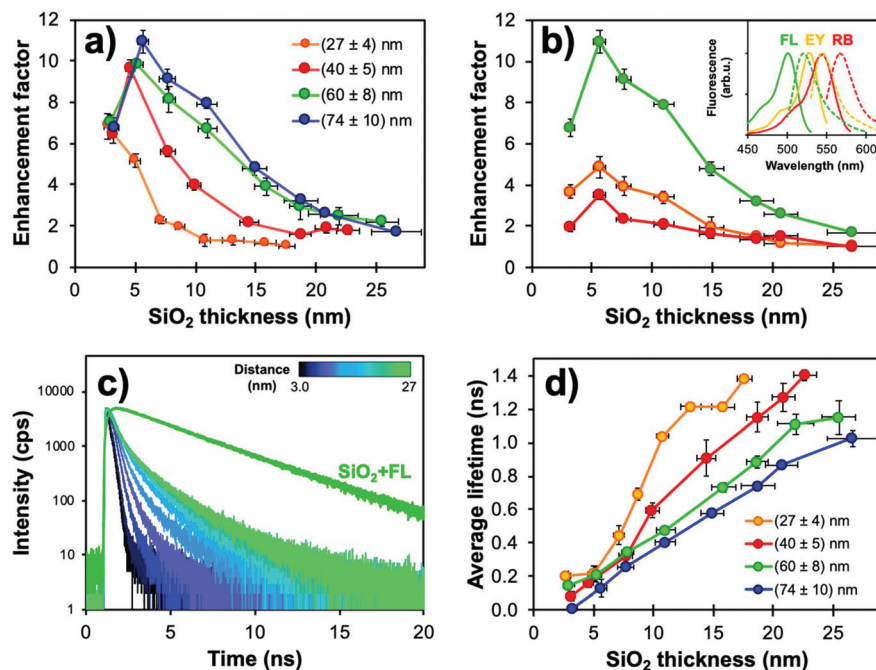 a)
Enhancement factor
12
10
8
6
4
2
0
0 5 10 15 20 25
SiO₂ thickness (nm)
(27 ± 4) nm
(40 ± 5) nm
(60 ± 8) nm
(74 ± 10) nm
b)
Enhancement factor
12
10
8
6
4
2
0
0 5 10 15 20 25
SiO₂ thickness (nm)
FL EY RB
Fluorescence
(arb.u.)
450 500 550 600
Wavelength (nm)
c)
Distance
(nm)
3.0 27
SiO₂+FL
Intensity (cps)
10000
1000
100
10
1
0 5 10 15 20
Time (ns)
d)
Average lifetime (ns)
1.4
1.2
1.0
0.8
0.6
0.4
0.2
0.0
0 5 10 15 20 25
SiO₂ thickness (nm)
(27 ± 4) nm
(40 ± 5) nm
(60 ± 8) nm
(74 ± 10) nm